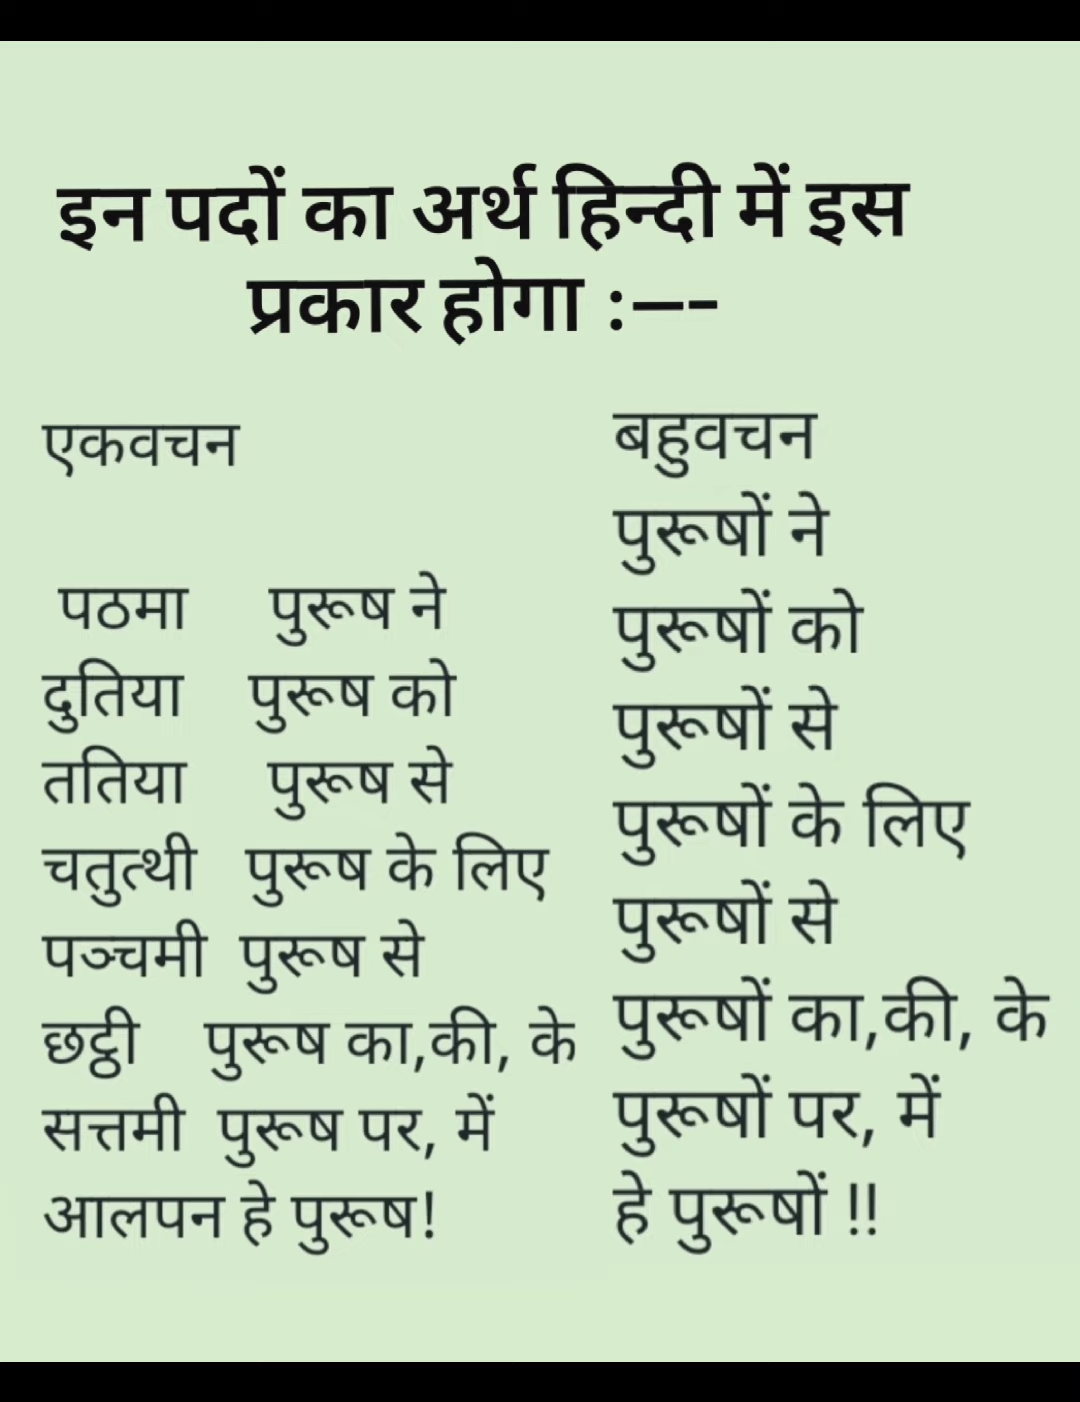 इन पदों का अर्थ हिन्दी में इस
प्रकार होगा :—-
एकवचन
पठमा पुरूष ने
दुतिया पुरूष को
ततिया पुरूष से
चतुत्थी पुरूष के लिए
पञ्चमी पुरूष से
छट्ठी पुरूष का,की, के
सत्तमी पुरूष पर, में
आलपन हे पुरूष!
बहुवचन
पुरूषों ने
पुरूषों को
पुरूषों से
पुरूषों के लिए
पुरूषों से
पुरूषों का,की, के
पुरूषों पर, में
हे पुरूषों !!